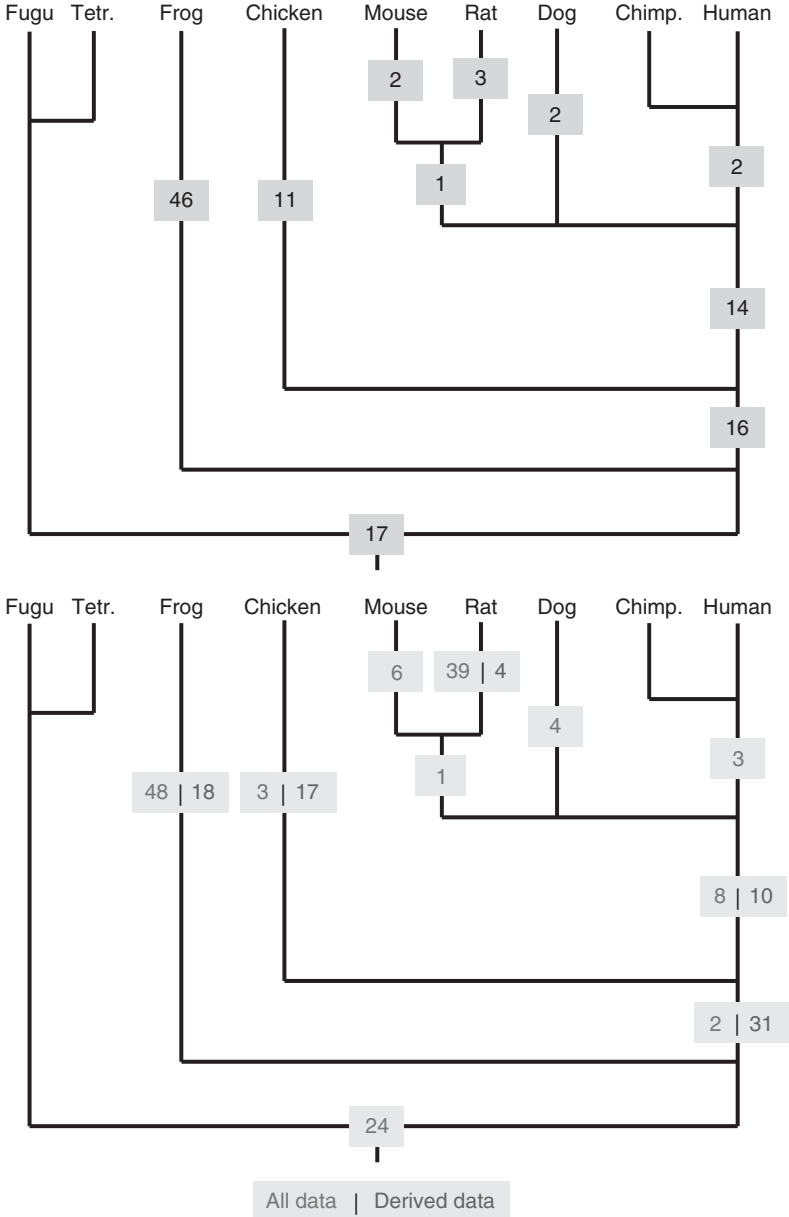 Fugu Tetr. Frog Chicken Mouse Rat Dog Chimp. Human
2 3
2
2
1
46 11
14
16
17
Fugu Tetr. Frog Chicken Mouse Rat Dog Chimp. Human
6 39 | 4
4
3
1
48 | 18 3 | 17
8 | 10
2 | 31
24
All data | Derived data